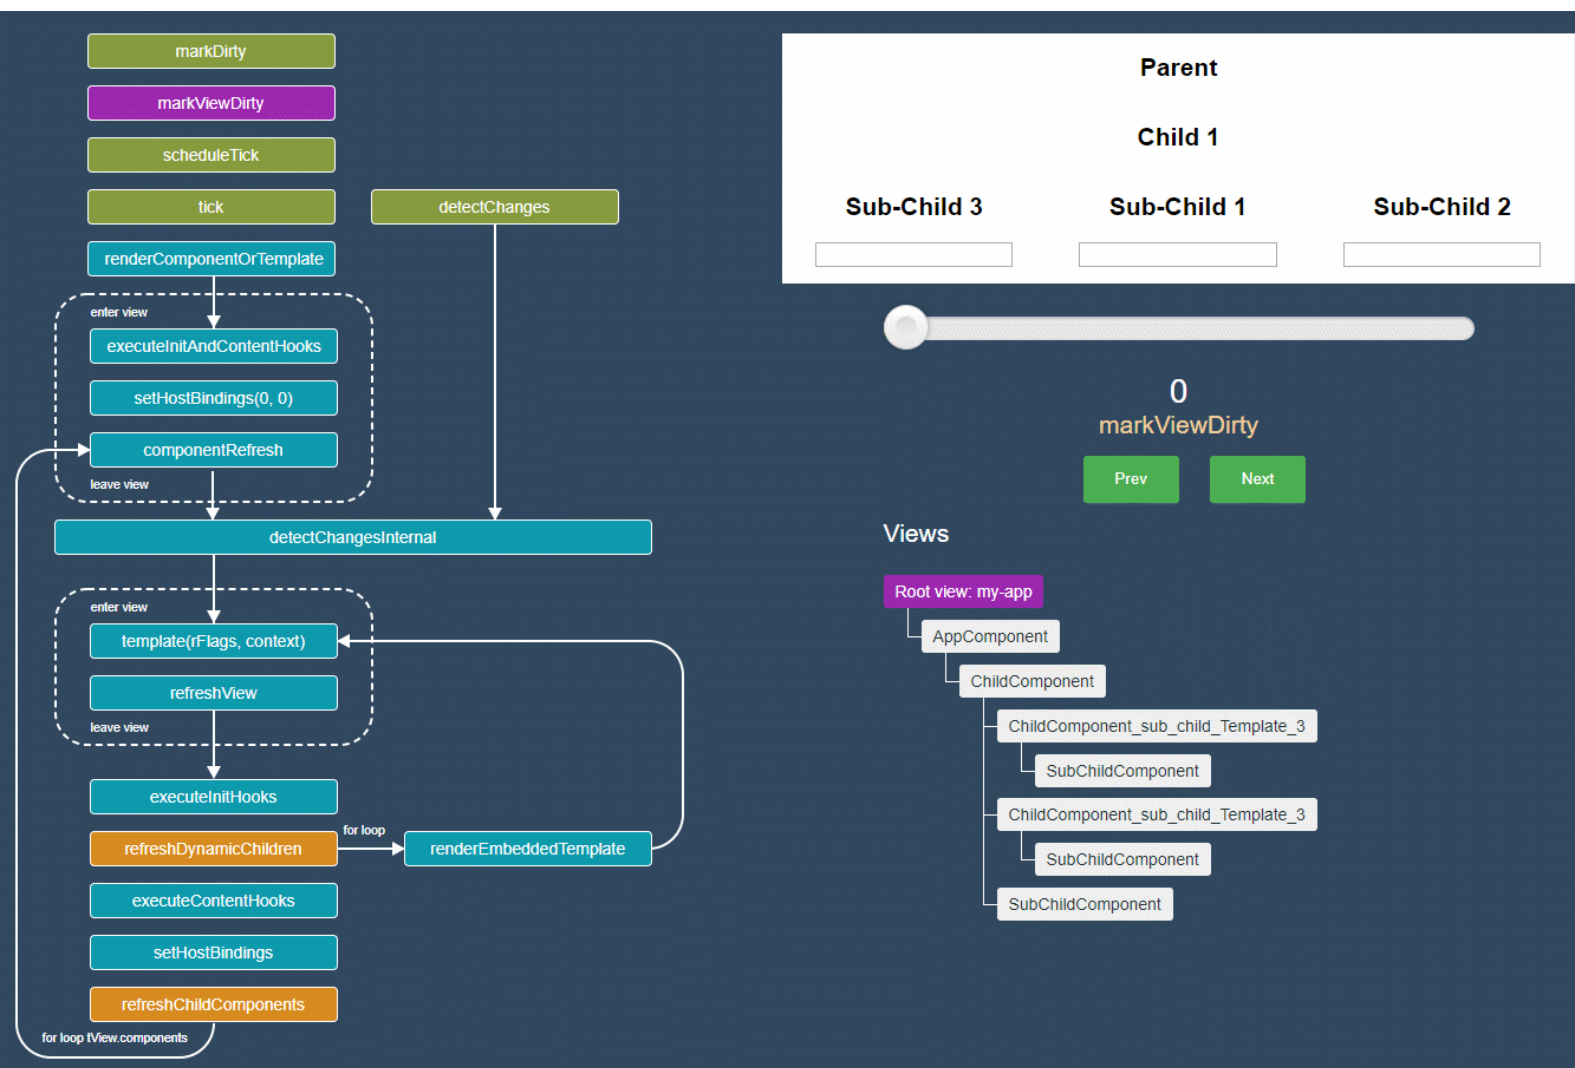 markDirty
markViewDirty
scheduleTick
tick
detectChanges
renderComponentOrTemplate
enter view
executeInitAndContentHooks
setHostBindings(0, 0)
componentRefresh
leave view
detectChangesInternal
enter view
template(rFlags, context)
refreshView
leave view
executeInitHooks
refreshDynamicChildren
for loop
renderEmbeddedTemplate
executeContentHooks
setHostBindings
refreshChildComponents
for loop tView.components
Parent
Child 1
Sub-Child 3
Sub-Child 1
Sub-Child 2
0
markViewDirty
Prev
Next
Views
Root view: my-app
AppComponent
ChildComponent
ChildComponent_sub_child_Template_3
SubChildComponent
ChildComponent_sub_child_Template_3
SubChildComponent
SubChildComponent